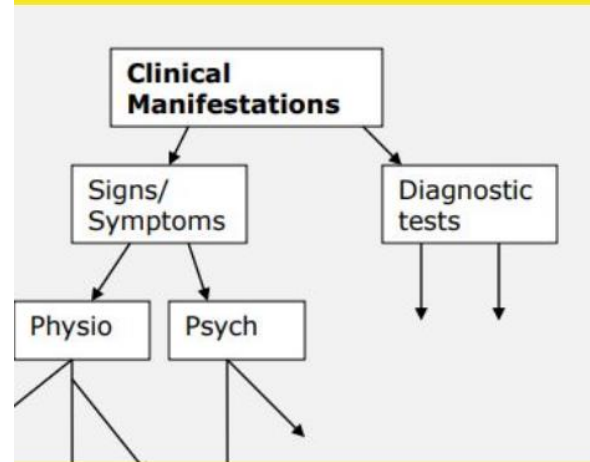 Clinical
Manifestations
Signs/
Symptoms
Diagnostic
tests
Physio
Psych